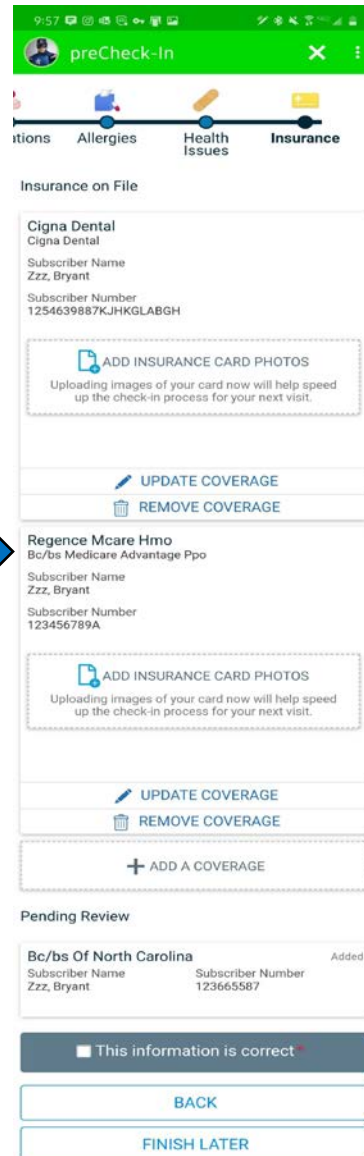 9:57
preCheck-In
ations Allergies Health Issues Insurance
Insurance on File
Cigna Dental
Cigna Dental
Subscriber Name
Zzz, Bryant
Subscriber Number
1254639887KJHKGLABGH
ADD INSURANCE CARD PHOTOS
Uploading images of your card now will help speed
up the check-in process for your next visit.
UPDATE COVERAGE
REMOVE COVERAGE
Regence Mcare Hmo
Bc/bs Medicare Advantage Ppo
Subscriber Name
Zzz, Bryant
Subscriber Number
123456789A
ADD INSURANCE CARD PHOTOS
Uploading images of your card now will help speed
up the check-in process for your next visit.
UPDATE COVERAGE
REMOVE COVERAGE
+ ADD A COVERAGE
Pending Review
Bc/bs Of North Carolina Added
Subscriber Name Subscriber Number
Zzz, Bryant 123665587
This information is correct*
BACK
FINISH LATER